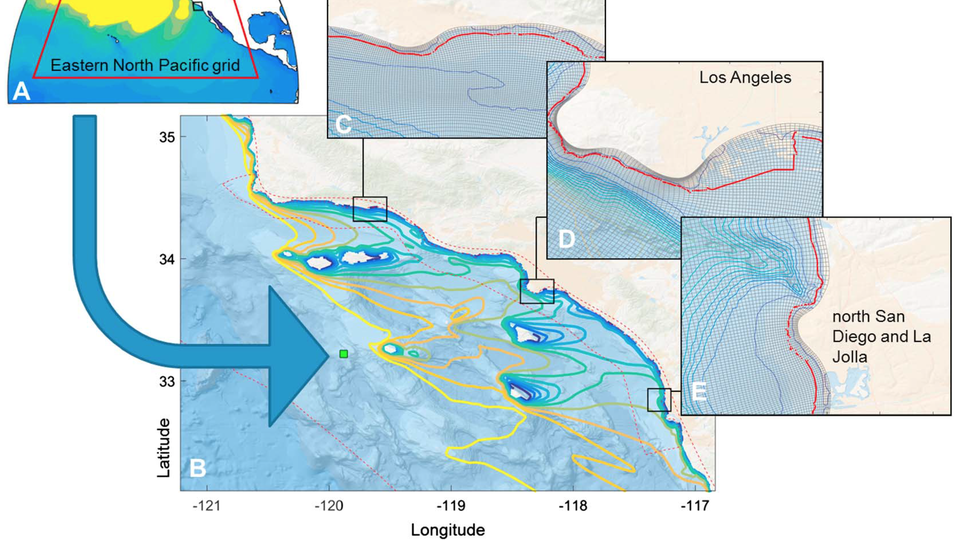 Eastern North Pacific grid
A
C
Los Angeles
D
north San
Diego and La
Jolla
E
35
34
33
Latitude
B
-121
-120
-119
-118
-117
Longitude